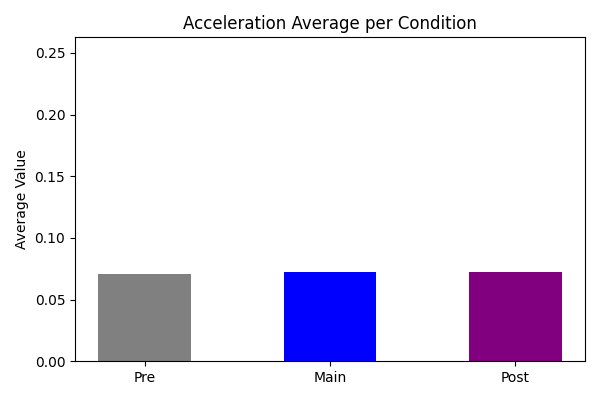 Acceleration Average per Condition
0.25
0.20
0.15
0.10
0.05
0.00
Average Value
Pre
Main
Post